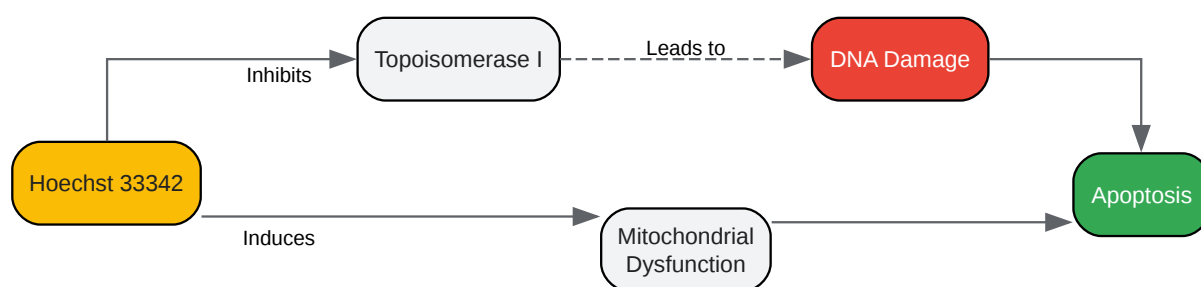 Leads to
Topoisomerase I
DNA Damage
Inhibits
Hoechst 33342
Apoptosis
Induces
Mitochondrial
Dysfunction